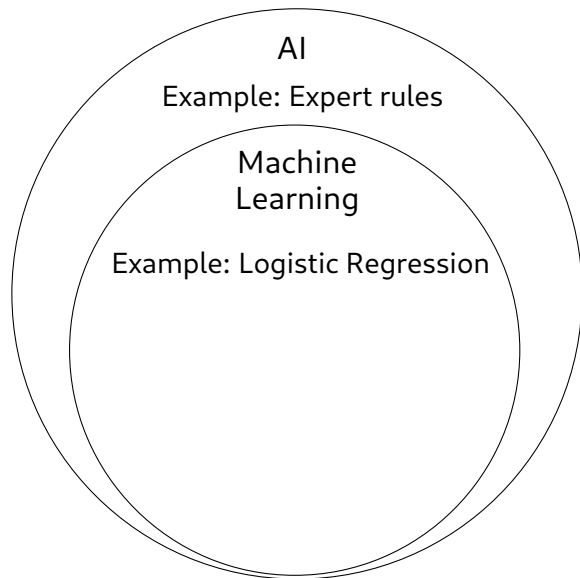 AI
Example: Expert rules
Machine
Learning
Example: Logistic Regression